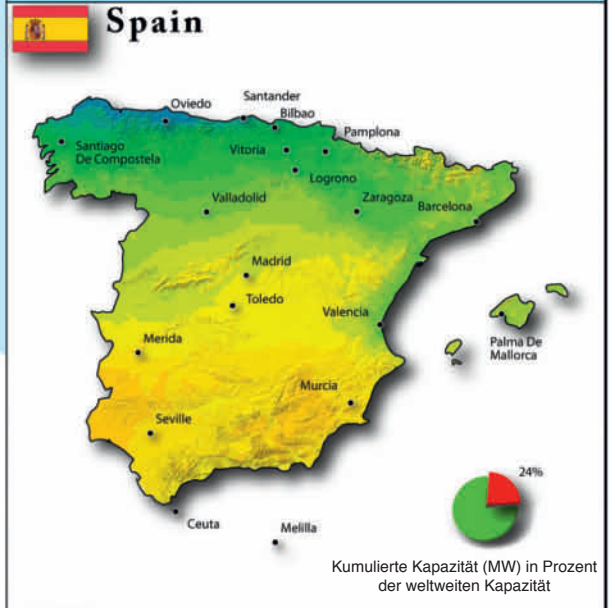 Spain
Oviedo
Santander
Bilbao
Santiago
De Compostela
Vitoria
Pamplona
Logrono
Valladolid
Zaragoza
Barcelona
Madrid
Toledo
Valencia
Palma De
Mallorca
Merida
Murcia
Seville
24%
Ceuta
Melilla
Kumulierte Kapazität (MW) in Prozent
der weltweiten Kapazität